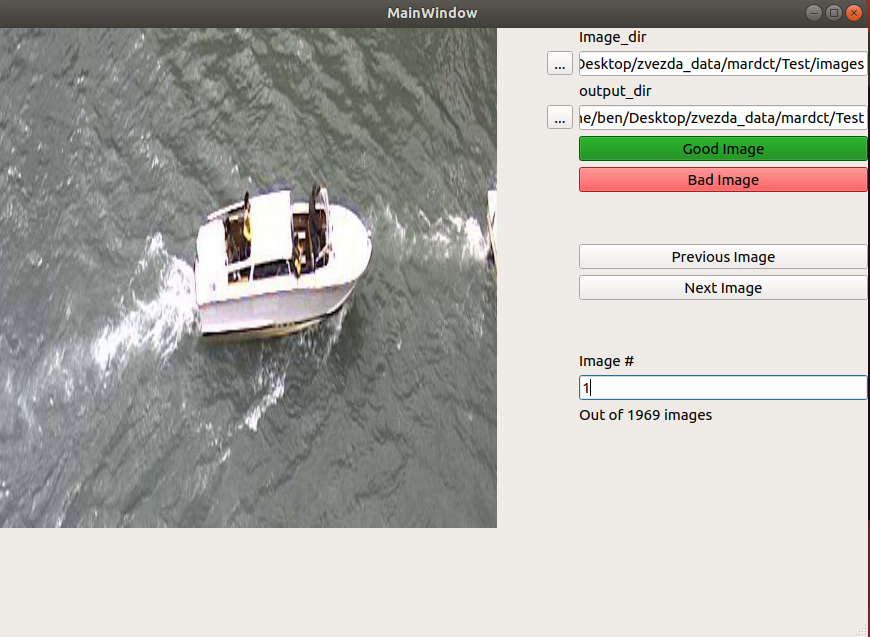 MainWindow
Image_dir
...
Desktop/zvezda_data/mardct/Test/images
output_dir
...
ne/ben/Desktop/zvezda_data/mardct/Test
Good Image
Bad Image
Previous Image
Next Image
Image #
1
Out of 1969 images